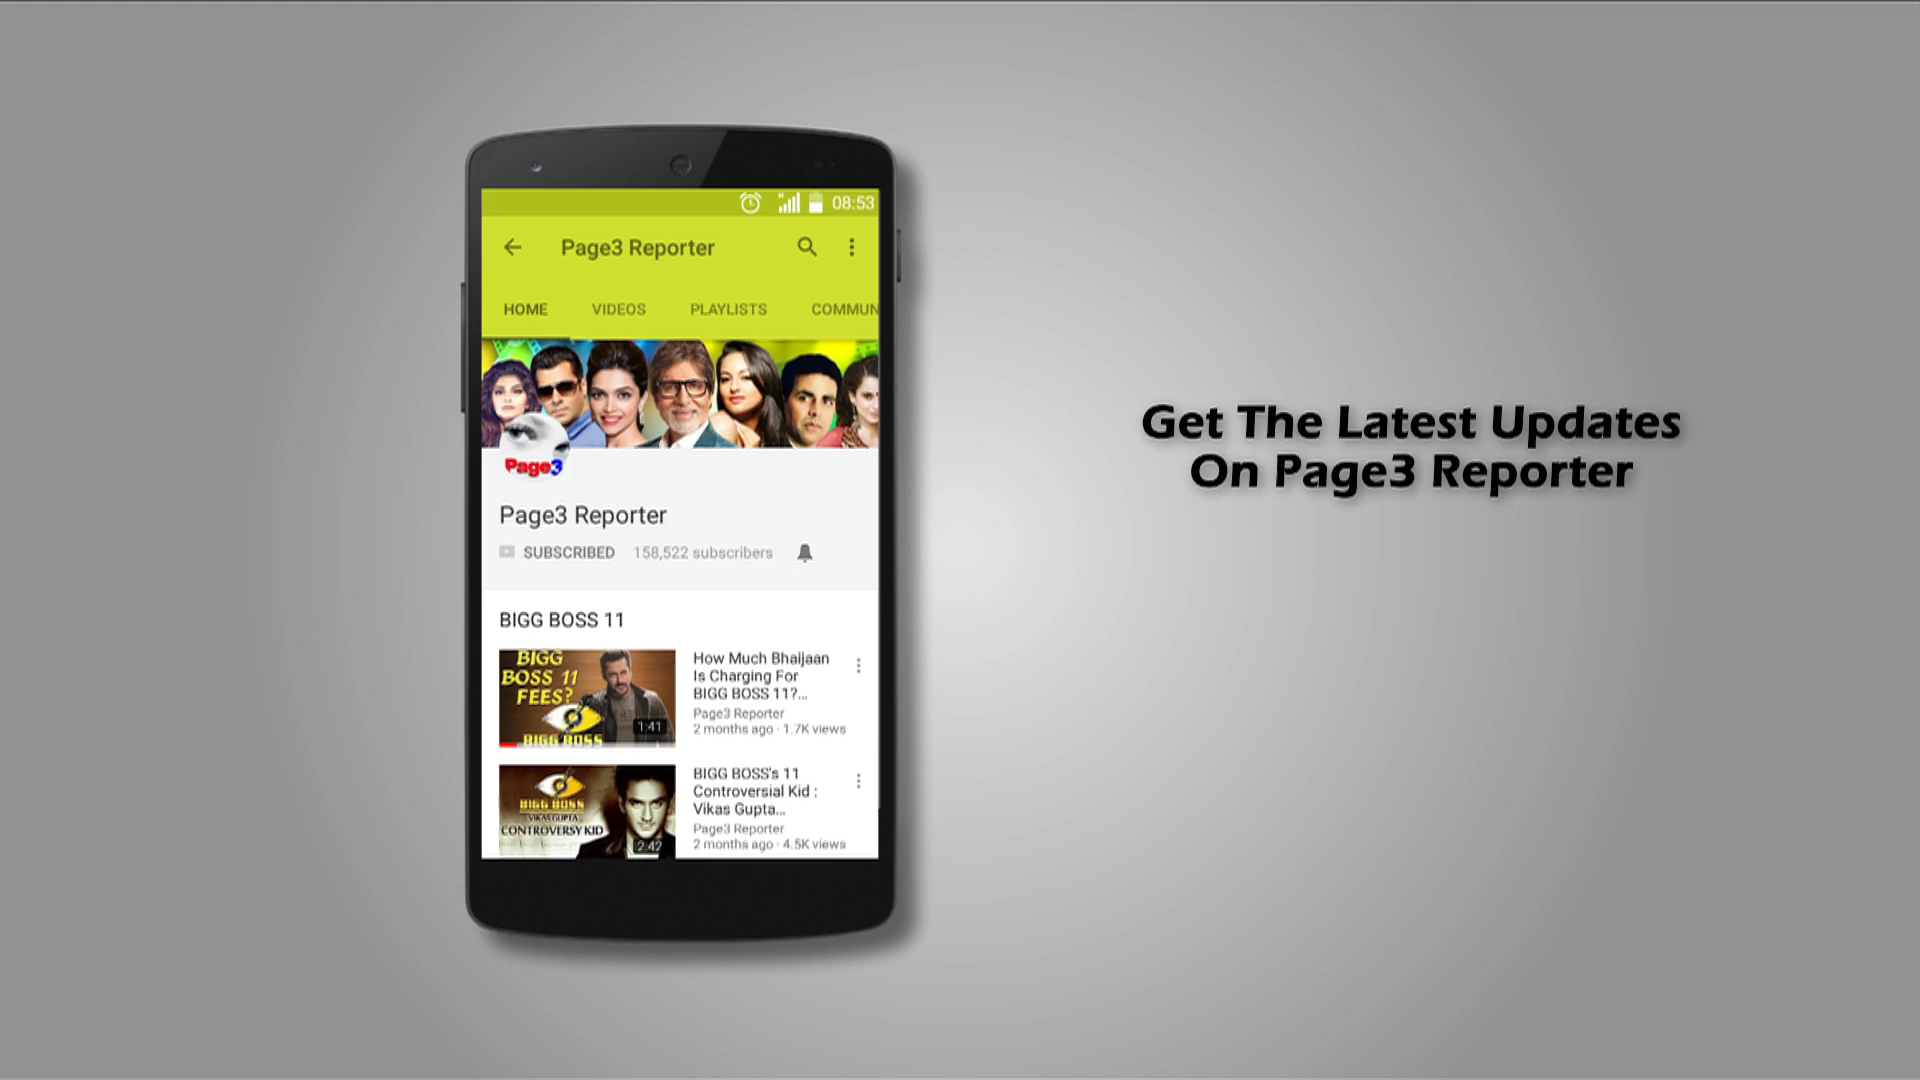 08:53
Page3 Reporter
HOME VIDEOS PLAYLISTS COMMUN
Page3
Page3 Reporter
SUBSCRIBED 158,522 subscribers
BIGG BOSS 11
BIGG
BOSS 11
FEES?
BIGG BOSS
1:41
How Much Bhaijaan
Is Charging For
BIGG BOSS 11?...
Page3 Reporter
2 months ago · 1.7K views
BIGG BOSS
VIKAS GUPTA
CONTROVERSY KID
2:42
BIGG BOSS's 11
Controversial Kid :
Vikas Gupta...
Page3 Reporter
2 months ago · 4.5K views
Get The Latest Updates
On Page3 Reporter